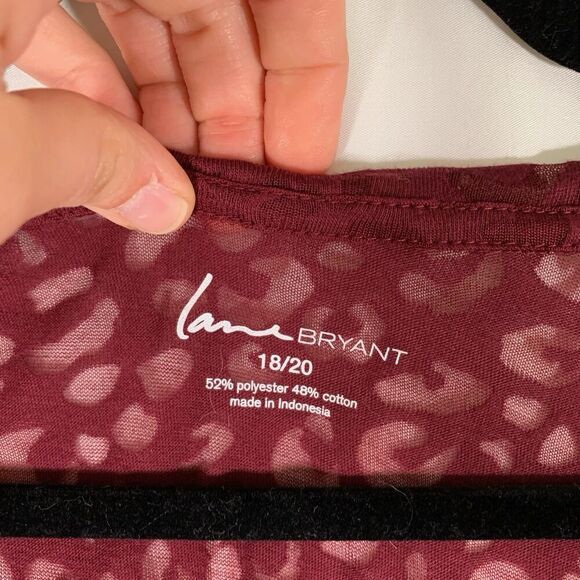 lane BRYANT
18/20
52% polyester 48% cotton
made in Indonesia